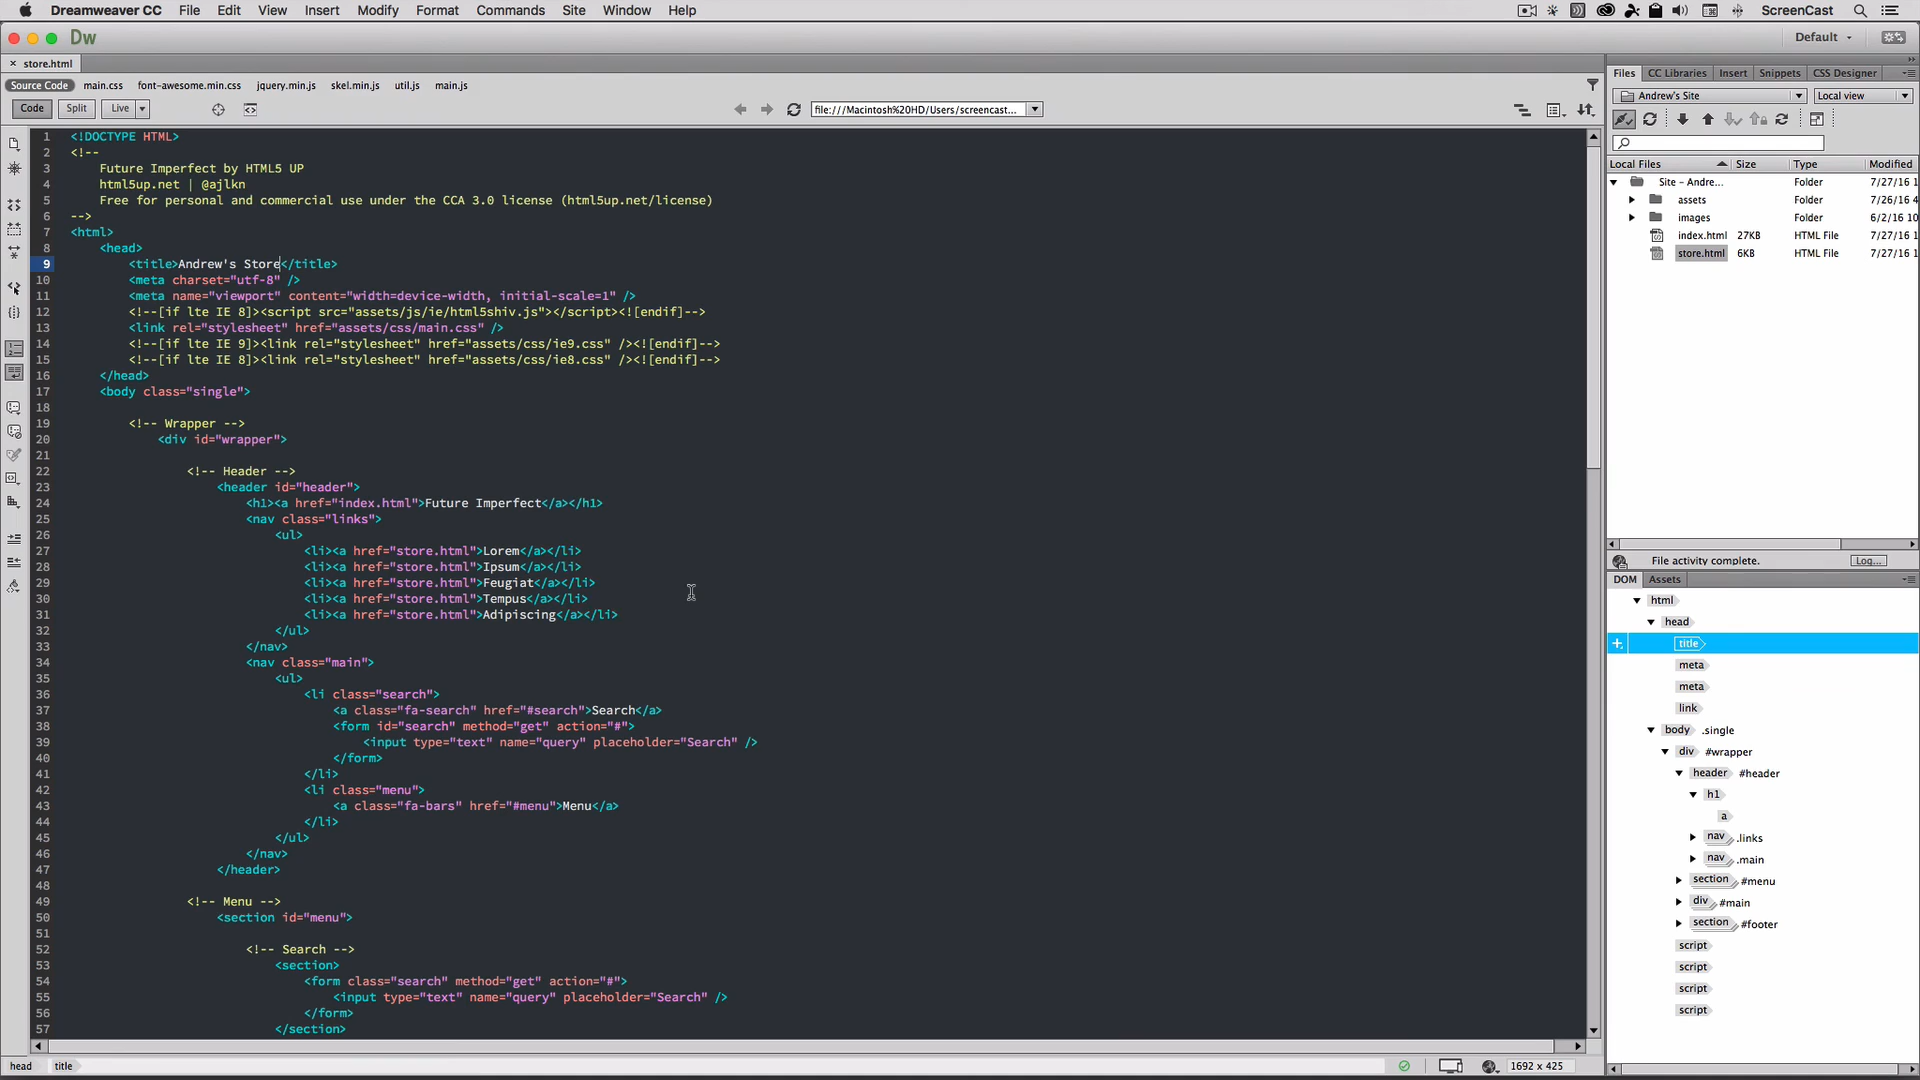 Dreamweaver CC File Edit View Insert Modify Format Commands Site Window Help ScreenCast
Dw Default
store.html
Source Code main.css font-awesome.min.css jquery.min.js skel.min.js util.js main.js
Code Split Live file:///Macintosh%20HD/Users/screencast...
1 <!DOCTYPE HTML>
2 <!--
3 Future Imperfect by HTML5 UP
4 html5up.net | @ajlkn
5 Free for personal and commercial use under the CCA 3.0 license (html5up.net/license)
6 -->
7 <html>
8 <head>
9 <title>Andrew's Store</title>
10 <meta charset="utf-8" />
11 <meta name="viewport" content="width=device-width, initial-scale=1" />
12 <!--[if lte IE 8]><script src="assets/js/ie/html5shiv.js"></script><![endif]-->
13 <link rel="stylesheet" href="assets/css/main.css" />
14 <!--[if lte IE 9]><link rel="stylesheet" href="assets/css/ie9.css" /><![endif]-->
15 <!--[if lte IE 8]><link rel="stylesheet" href="assets/css/ie8.css" /><![endif]-->
16 </head>
17 <body class="single">
18
19 <!-- Wrapper -->
20 <div id="wrapper">
21
22 <!-- Header -->
23 <header id="header">
24 <h1><a href="index.html">Future Imperfect</a></h1>
25 <nav class="links">
26 <ul>
27 <li><a href="store.html">Lorem</a></li>
28 <li><a href="store.html">Ipsum</a></li>
29 <li><a href="store.html">Feugiat</a></li>
30 <li><a href="store.html">Tempus</a></li>
31 <li><a href="store.html">Adipiscing</a></li>
32 </ul>
33 </nav>
34 <nav class="main">
35 <ul>
36 <li class="search">
37 <a class="fa-search" href="#search">Search</a>
38 <form id="search" method="get" action="#">
39 <input type="text" name="query" placeholder="Search" />
40 </form>
41 </li>
42 <li class="menu">
43 <a class="fa-bars" href="#menu">Menu</a>
44 </li>
45 </ul>
46 </nav>
47 </header>
48
49 <!-- Menu -->
50 <section id="menu">
51
52 <!-- Search -->
53 <section>
54 <form class="search" method="get" action="#">
55 <input type="text" name="query" placeholder="Search" />
56 </form>
57 </section>
head title 1692 x 425
Files CC Libraries Insert Snippets CSS Designer
Andrew's Site Local view
Local Files Size Type Modified
Site - Andre... Folder 7/27/16 1
assets Folder 7/26/16 4
images Folder 6/2/16 10
index.html 27KB HTML File 7/27/16 1
store.html 6KB HTML File 7/27/16 1
File activity complete. Log...
DOM Assets
html
head
title
meta
meta
link
body .single
div #wrapper
header #header
h1
a
nav .links
nav .main
section #menu
div #main
section #footer
script
script
script
script